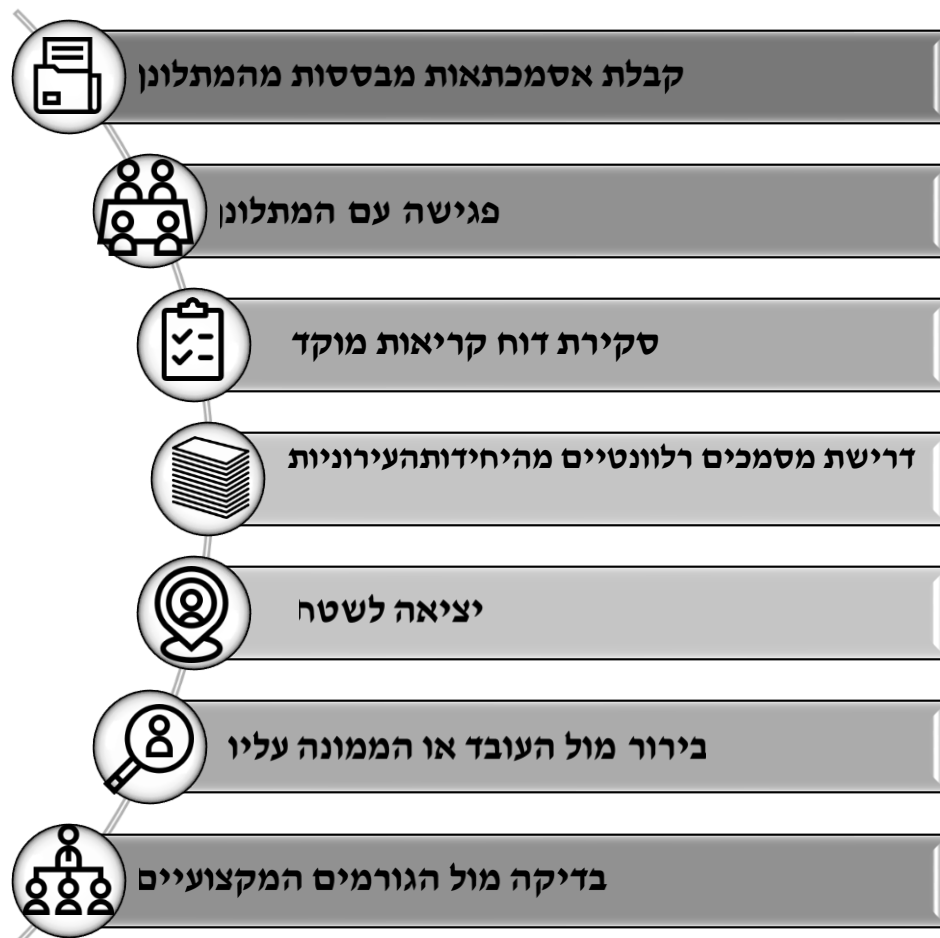 קבלת אסמכתאות מבססות מהמתלונן
פגישה עם המתלונן
סקירת דוח קריאות מוקד
דרישת מסמכים רלוונטיים מהיחידותהעירוניות
יציאה לשטח
בירור מול העובד או הממונה עליו
בדיקה מול הגורמים המקצועיים